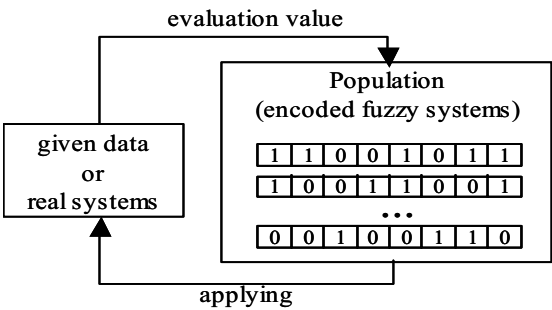 evaluation value
Population
(encoded fuzzy systems)
given data
or
real systems
1 1 0 0 1 0 1 1
1 0 0 1 1 0 0 1
...
0 0 1 0 0 1 1 0
applying